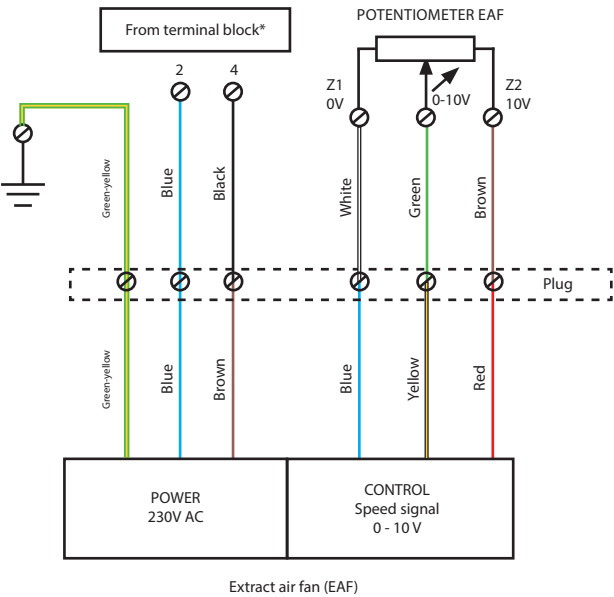 POTENTIOMETER EAF
From terminal block*
2
4
Z1
0V
0-10V
Z2
10V
Green-yellow
Blue
Black
White
Green
Brown
Plug
Green-yellow
Blue
Brown
Blue
Yellow
Red
POWER
230V AC
CONTROL
Speed signal
0 - 10 V
Extract air fan (EAF)